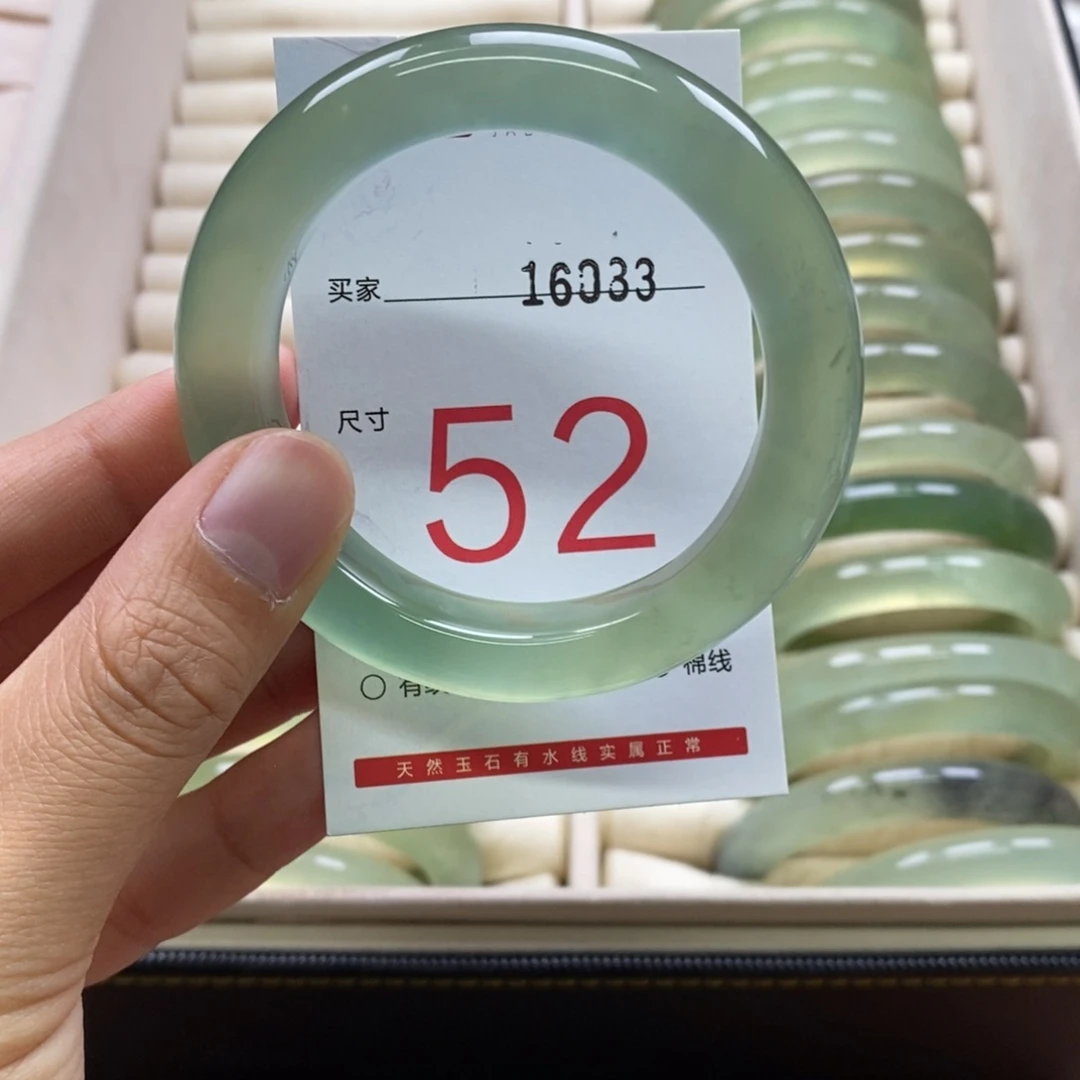 买家 16033
尺寸 52
棉线
天然玉石有水线实属正常